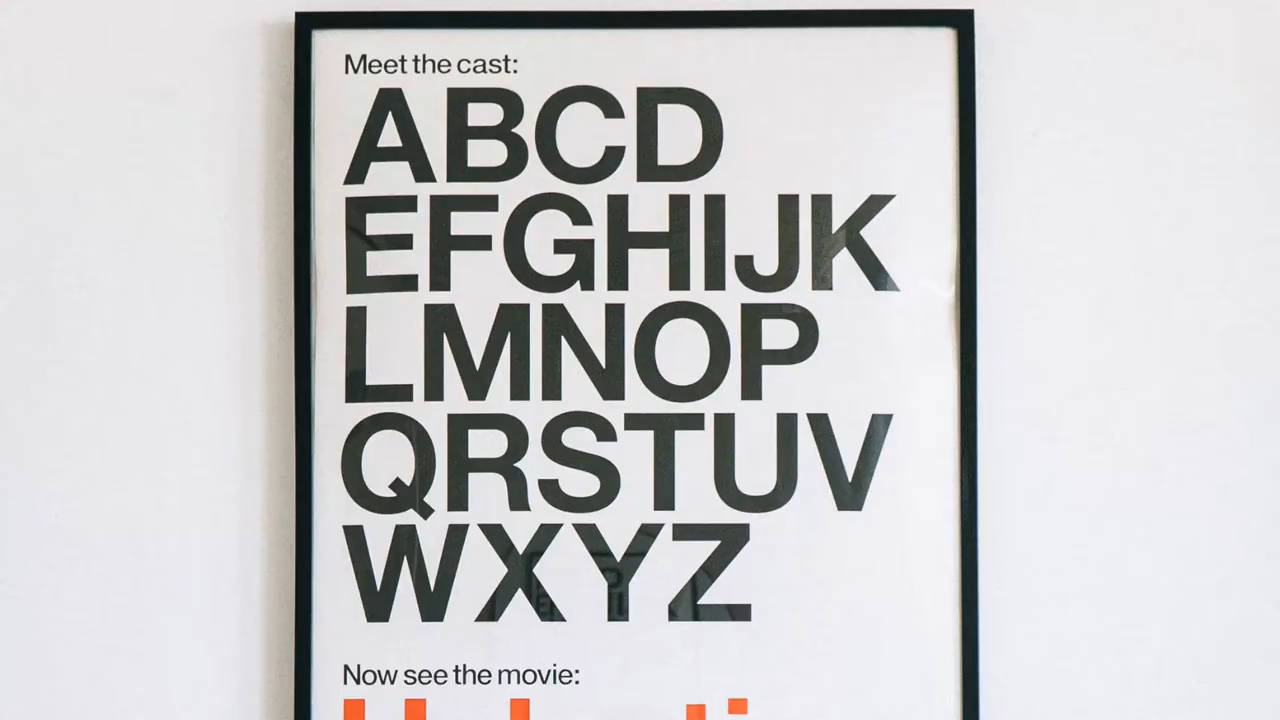 Meet the cast:
ABCD
EFGHIJK
LMNOP
QRSTUV
WXYZ
Now see the movie: